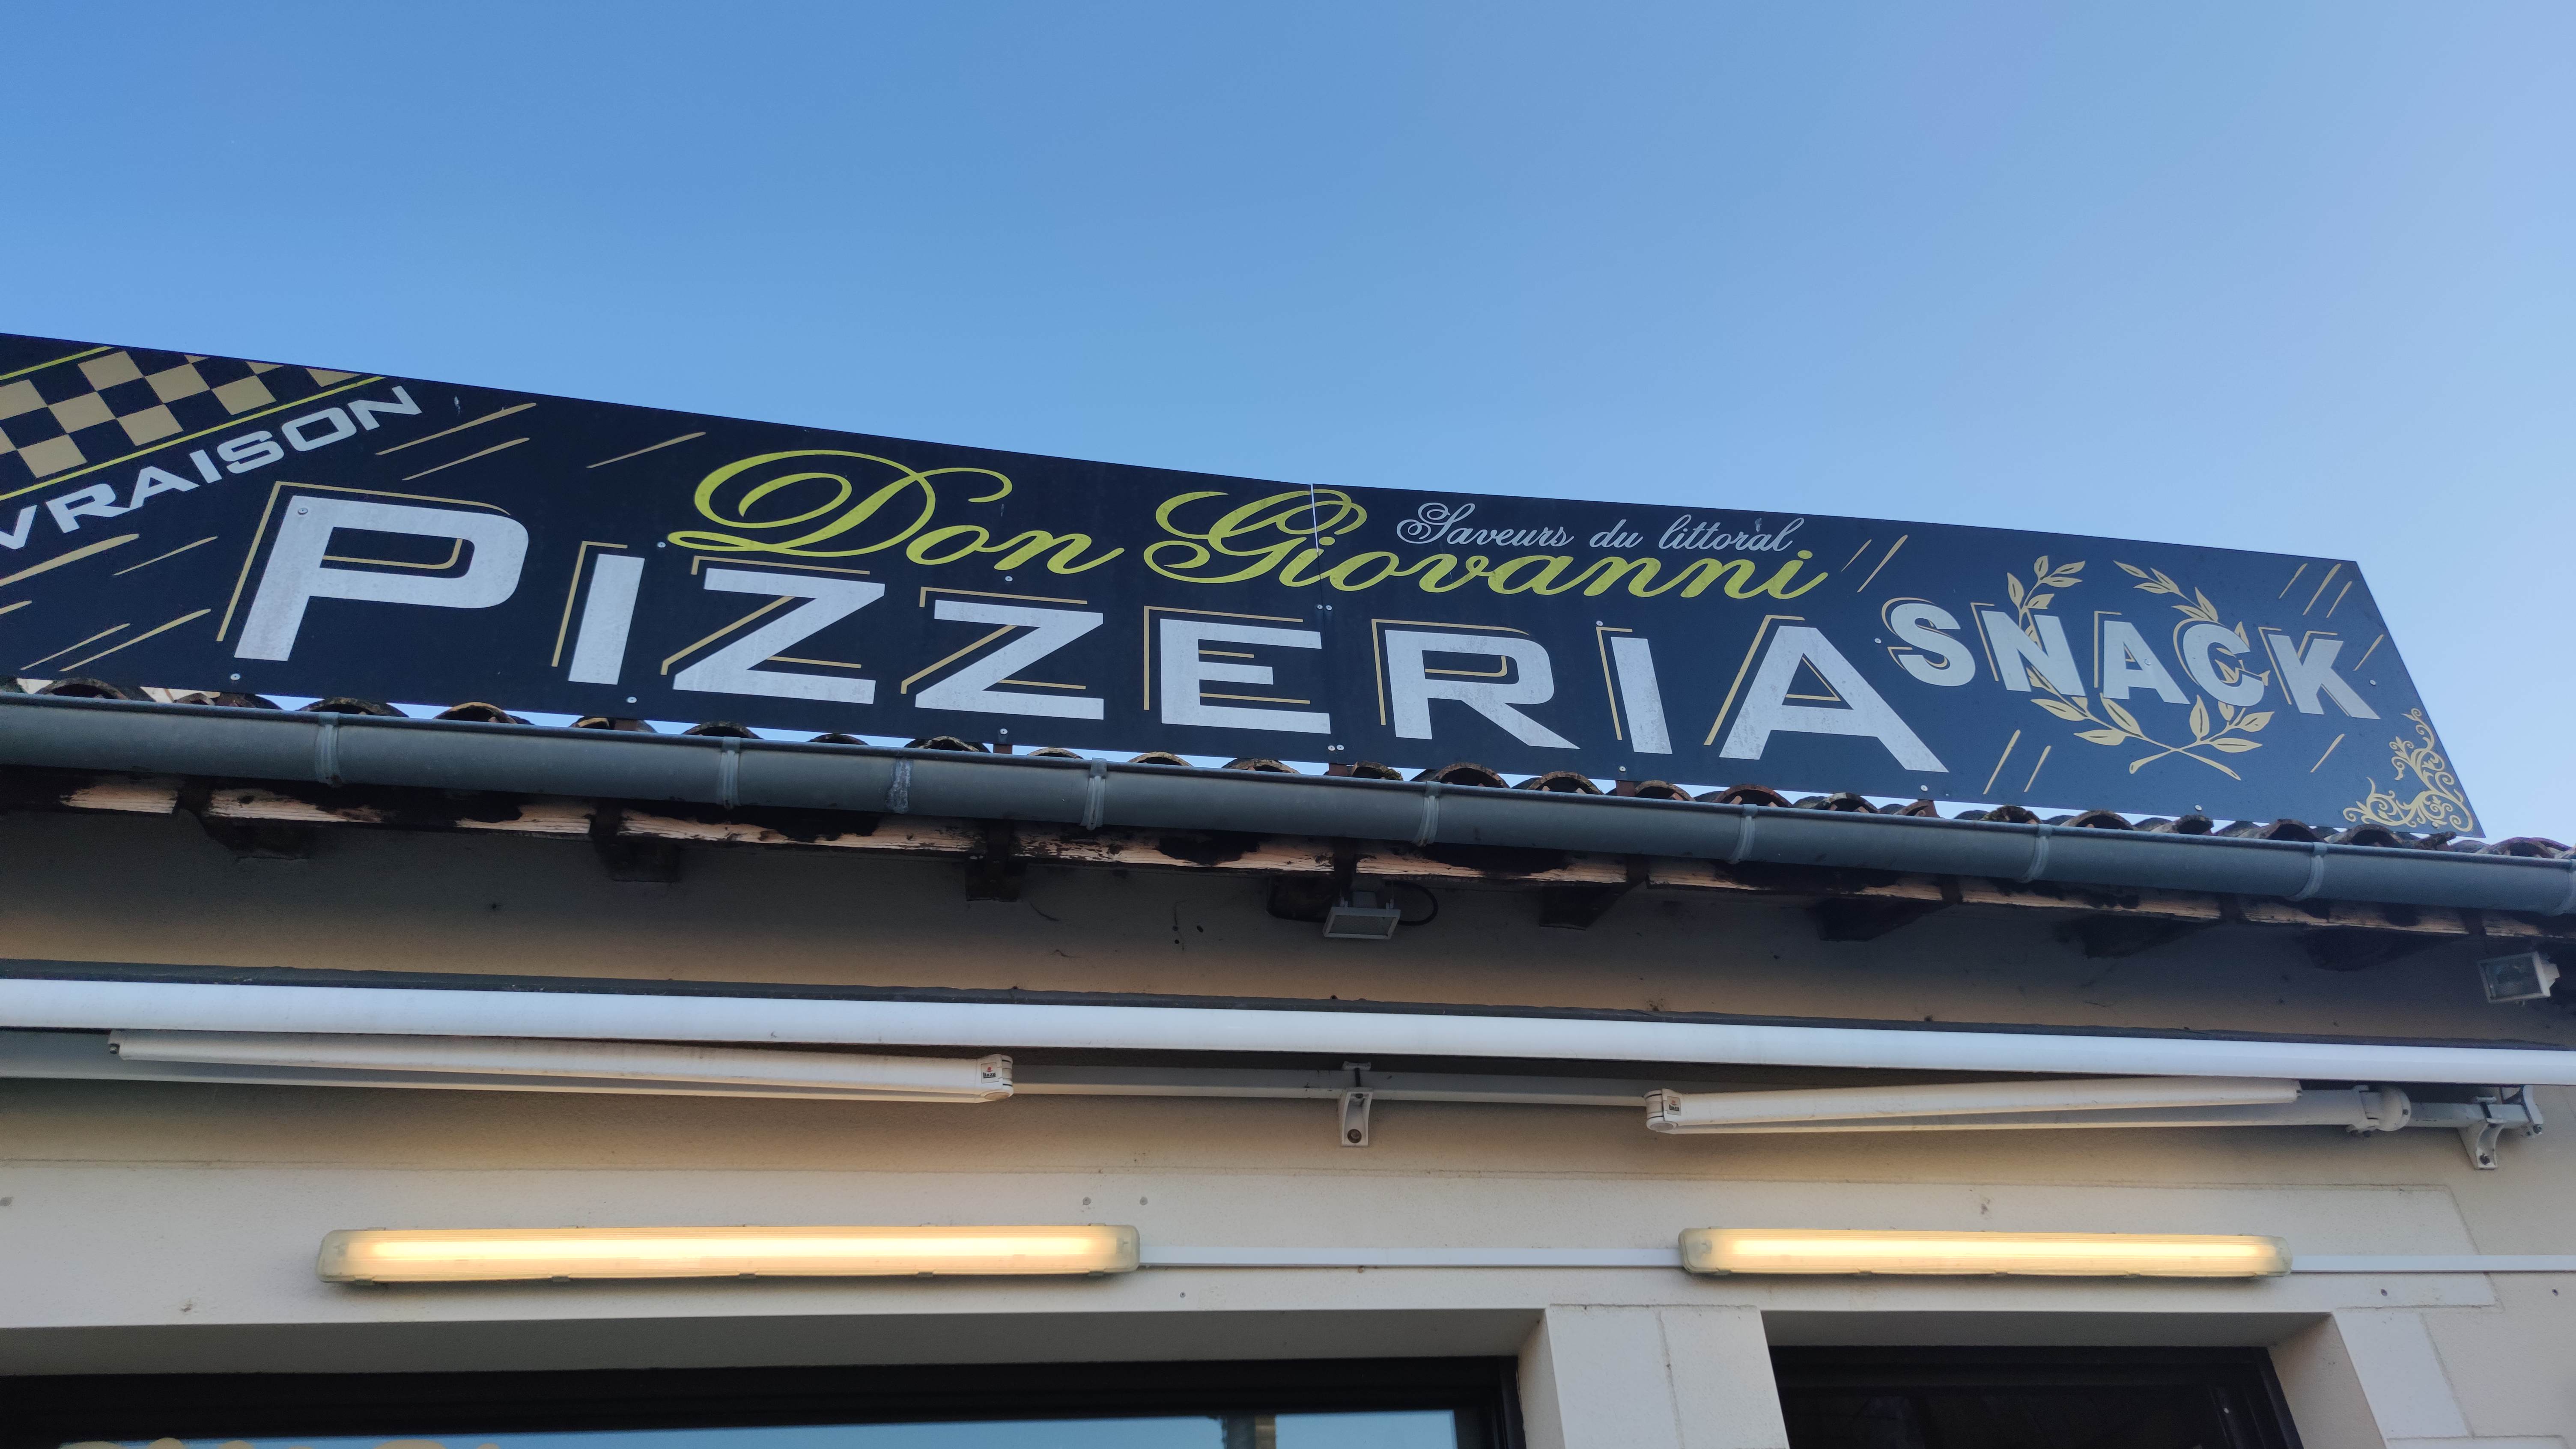 VRAISON
Don Giovanni
Saveurs du littoral
PIZZERIA
SNACK